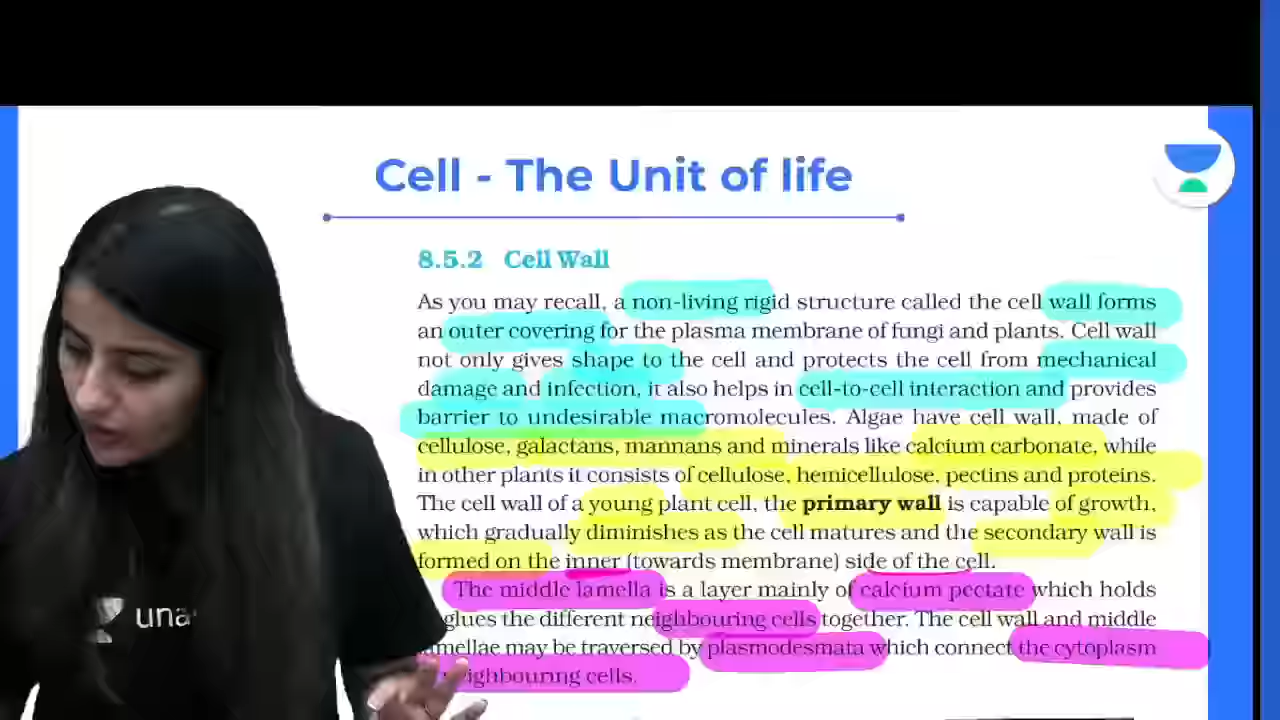 Cell - The Unit of life
8.5.2 Cell Wall
As you may recall, a non-living rigid structure called the cell wall forms
an outer covering for the plasma membrane of fungi and plants. Cell wall
not only gives shape to the cell and protects the cell from mechanical
damage and infection, it also helps in cell-to-cell interaction and provides
barrier to undesirable macromolecules. Algae have cell wall, made of
cellulose, galactans, mannans and minerals like calcium carbonate, while
in other plants it consists of cellulose, hemicellulose, pectins and proteins.
The cell wall of a young plant cell, the primary wall is capable of growth,
which gradually diminishes as the cell matures and the secondary wall is
formed on the inner (towards membrane) side of the cell.
The middle lamella is a layer mainly of calcium pectate which holds
glues the different neighbouring cells together. The cell wall and middle
may be traversed by plasmodesmata which connect the cytoplasm
cells.
una